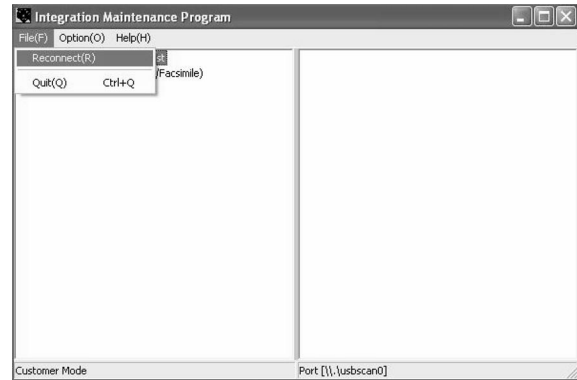 Integration Maintenance Program
File(F) Option(O) Help(H)
Reconnect(R)
st
/Facsimile)
Quit(Q) Ctrl+Q
Customer Mode
Port [\\.\usbscan0]